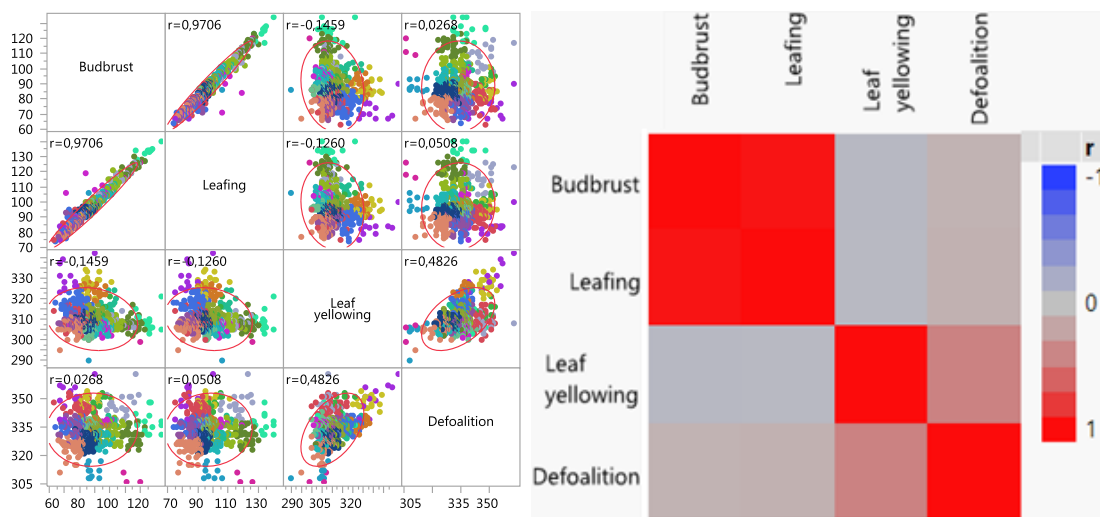 r=0,9706
r=-0,1459
r=0,0268
120
110
100
90
80
70
60
Budbrust
r=0,9706
r=-0,1260
r=0,0508
130
120
110
100
90
80
70
Leafing
r=-0,1459
r=-0,1260
r=0,4826
330
320
310
300
290
Leaf
yellowing
r=0,0268
r=0,0508
r=0,4826
350
335
320
305
Defoalition
60 80 100 120
70 90 110 130
290 305 320
305 335 350
Budbrust
Leafing
Leaf
yellowing
Defoalition
Budbrust
Leafing
Leaf
yellowing
Defoalition
r
-1
0
1